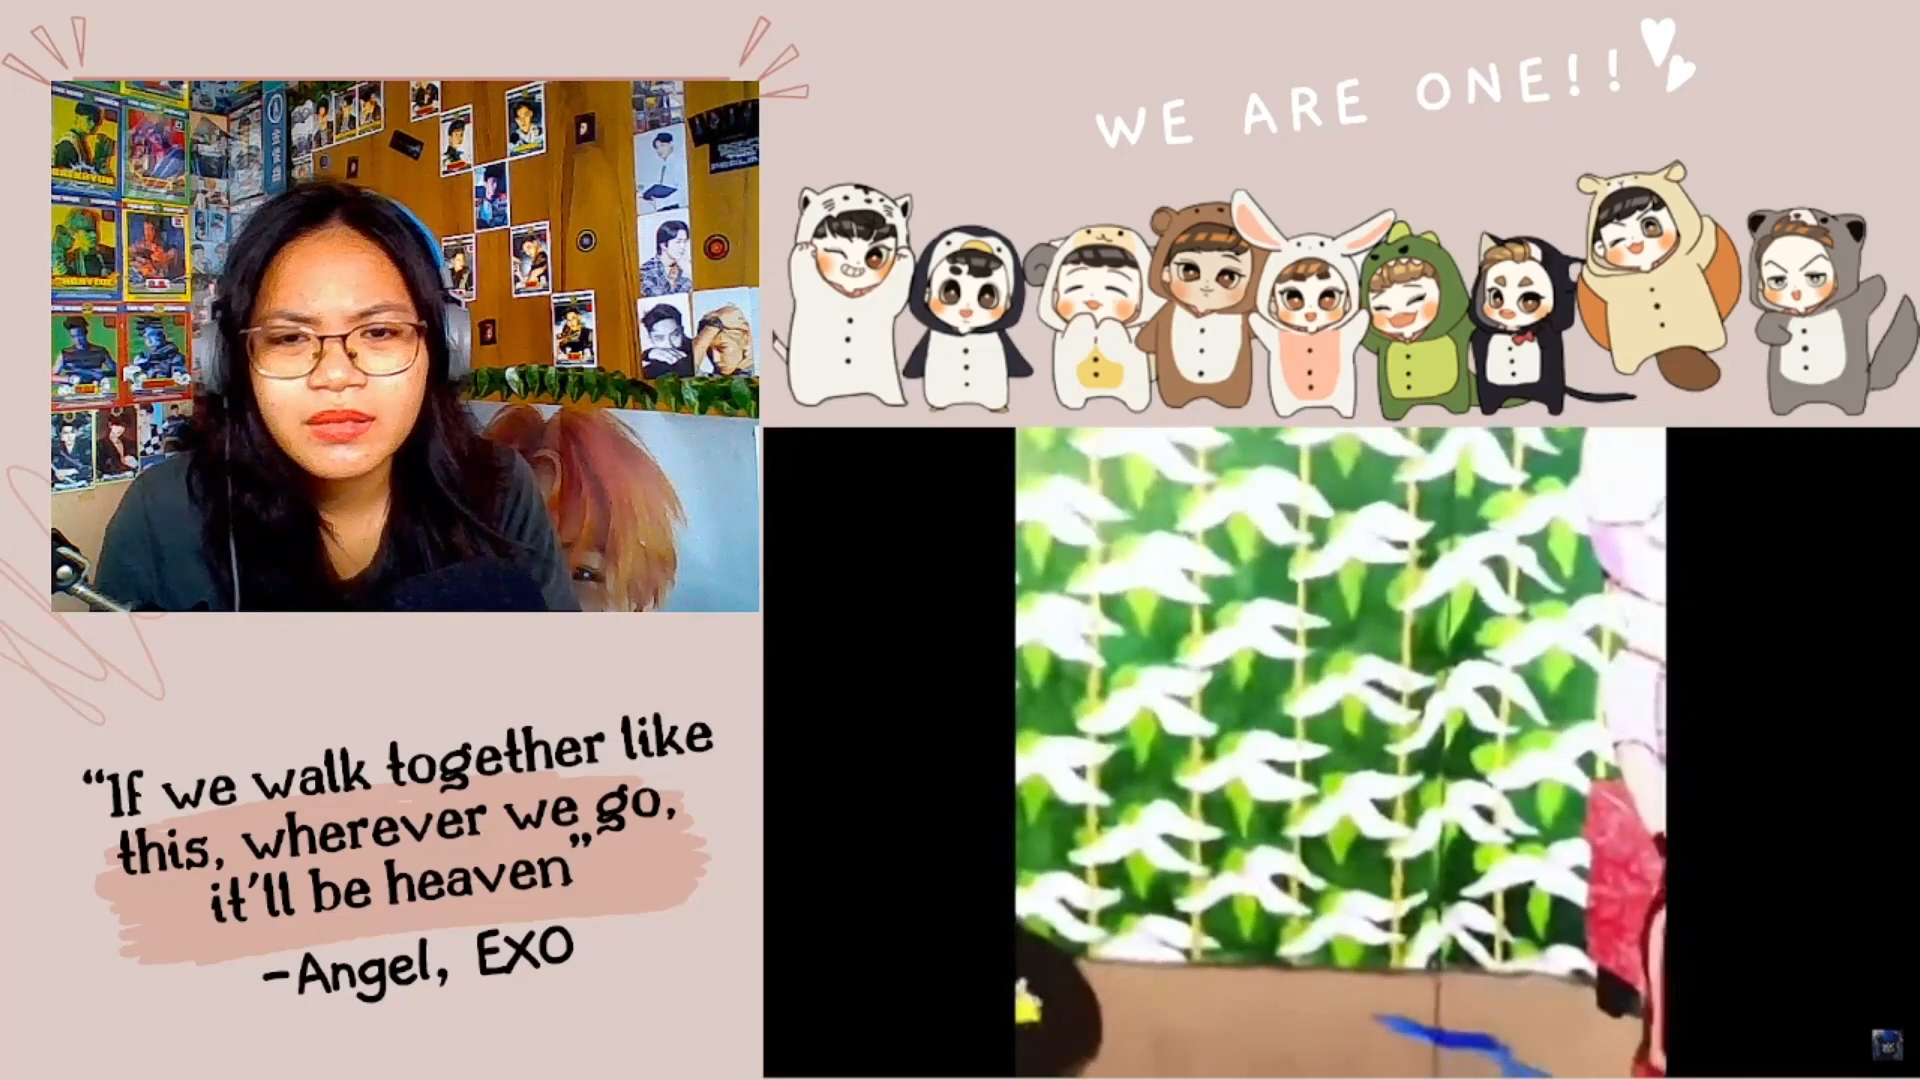 WE ARE ONE!!
“If we walk together like
this, wherever we go,
it'll be heaven”
-Angel, EXO